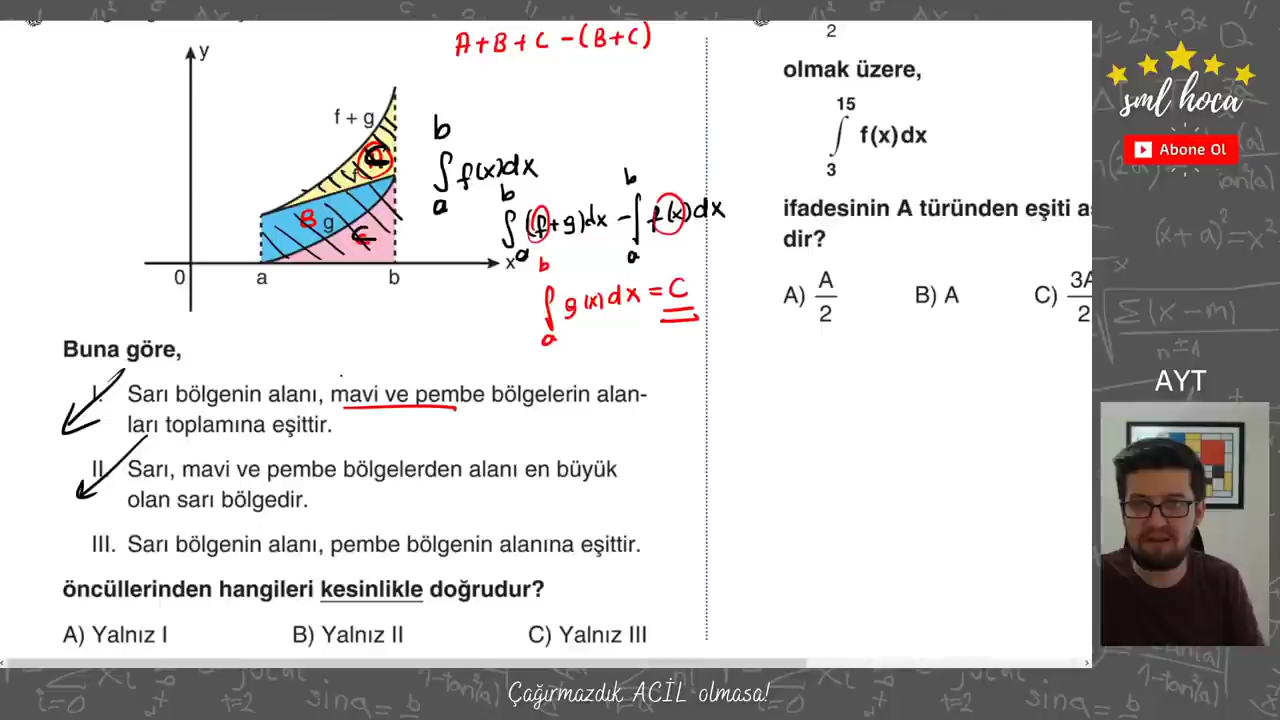 y
A+B+C-(B+C)
f + g
B
g
C
0
a
b
x
b
∫ f(x)dx
a
b
∫ (f+g)dx
a
b
- ∫ f(x)dx
a
b
∫ g(x)dx = C
a
Buna göre,
I. Sarı bölgenin alanı, mavi ve pembe bölgelerin alan-
ları toplamına eşittir.
II. Sarı, mavi ve pembe bölgelerden alanı en büyük
olan sarı bölgedir.
III. Sarı bölgenin alanı, pembe bölgenin alanına eşittir.
öncüllerinden hangileri kesinlikle doğrudur?
A) Yalnız I B) Yalnız II C) Yalnız III
2
olmak üzere,
15
∫ f(x)dx
3
ifadesinin A türünden eşiti a
dir?
A) A/2 B) A C) 3A/2
sml hoca
Abone Ol
AYT
Çağırmazdık ACİL olmasa!